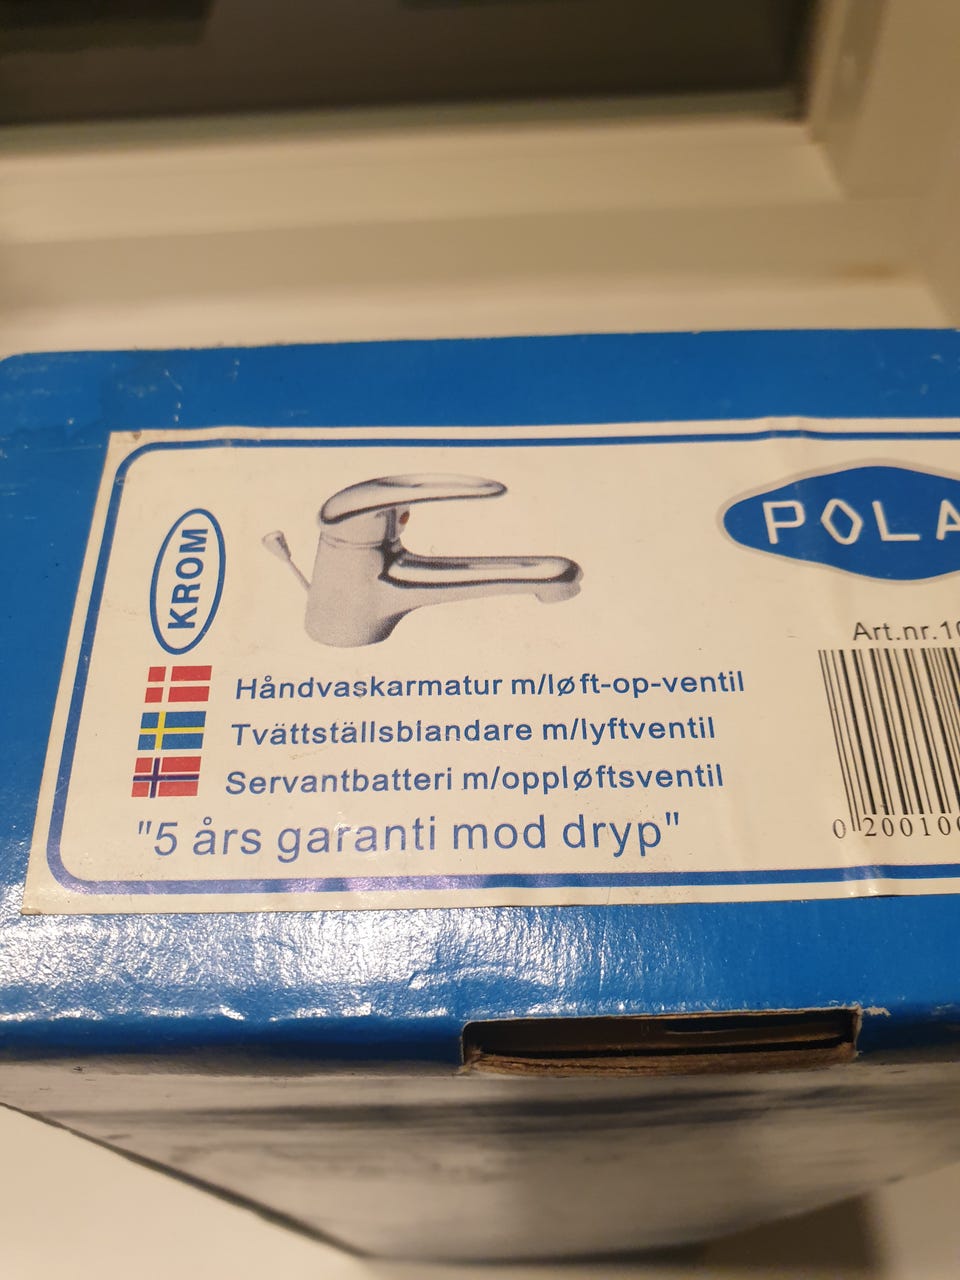 KROM
POLA
Art.nr.10
Håndvaskarmatur m/løft-op-ventil
Tvättställsblandare m/lyftventil
Servantbatteri m/oppløftsventil
"5 års garanti mod dryp"
0 20010